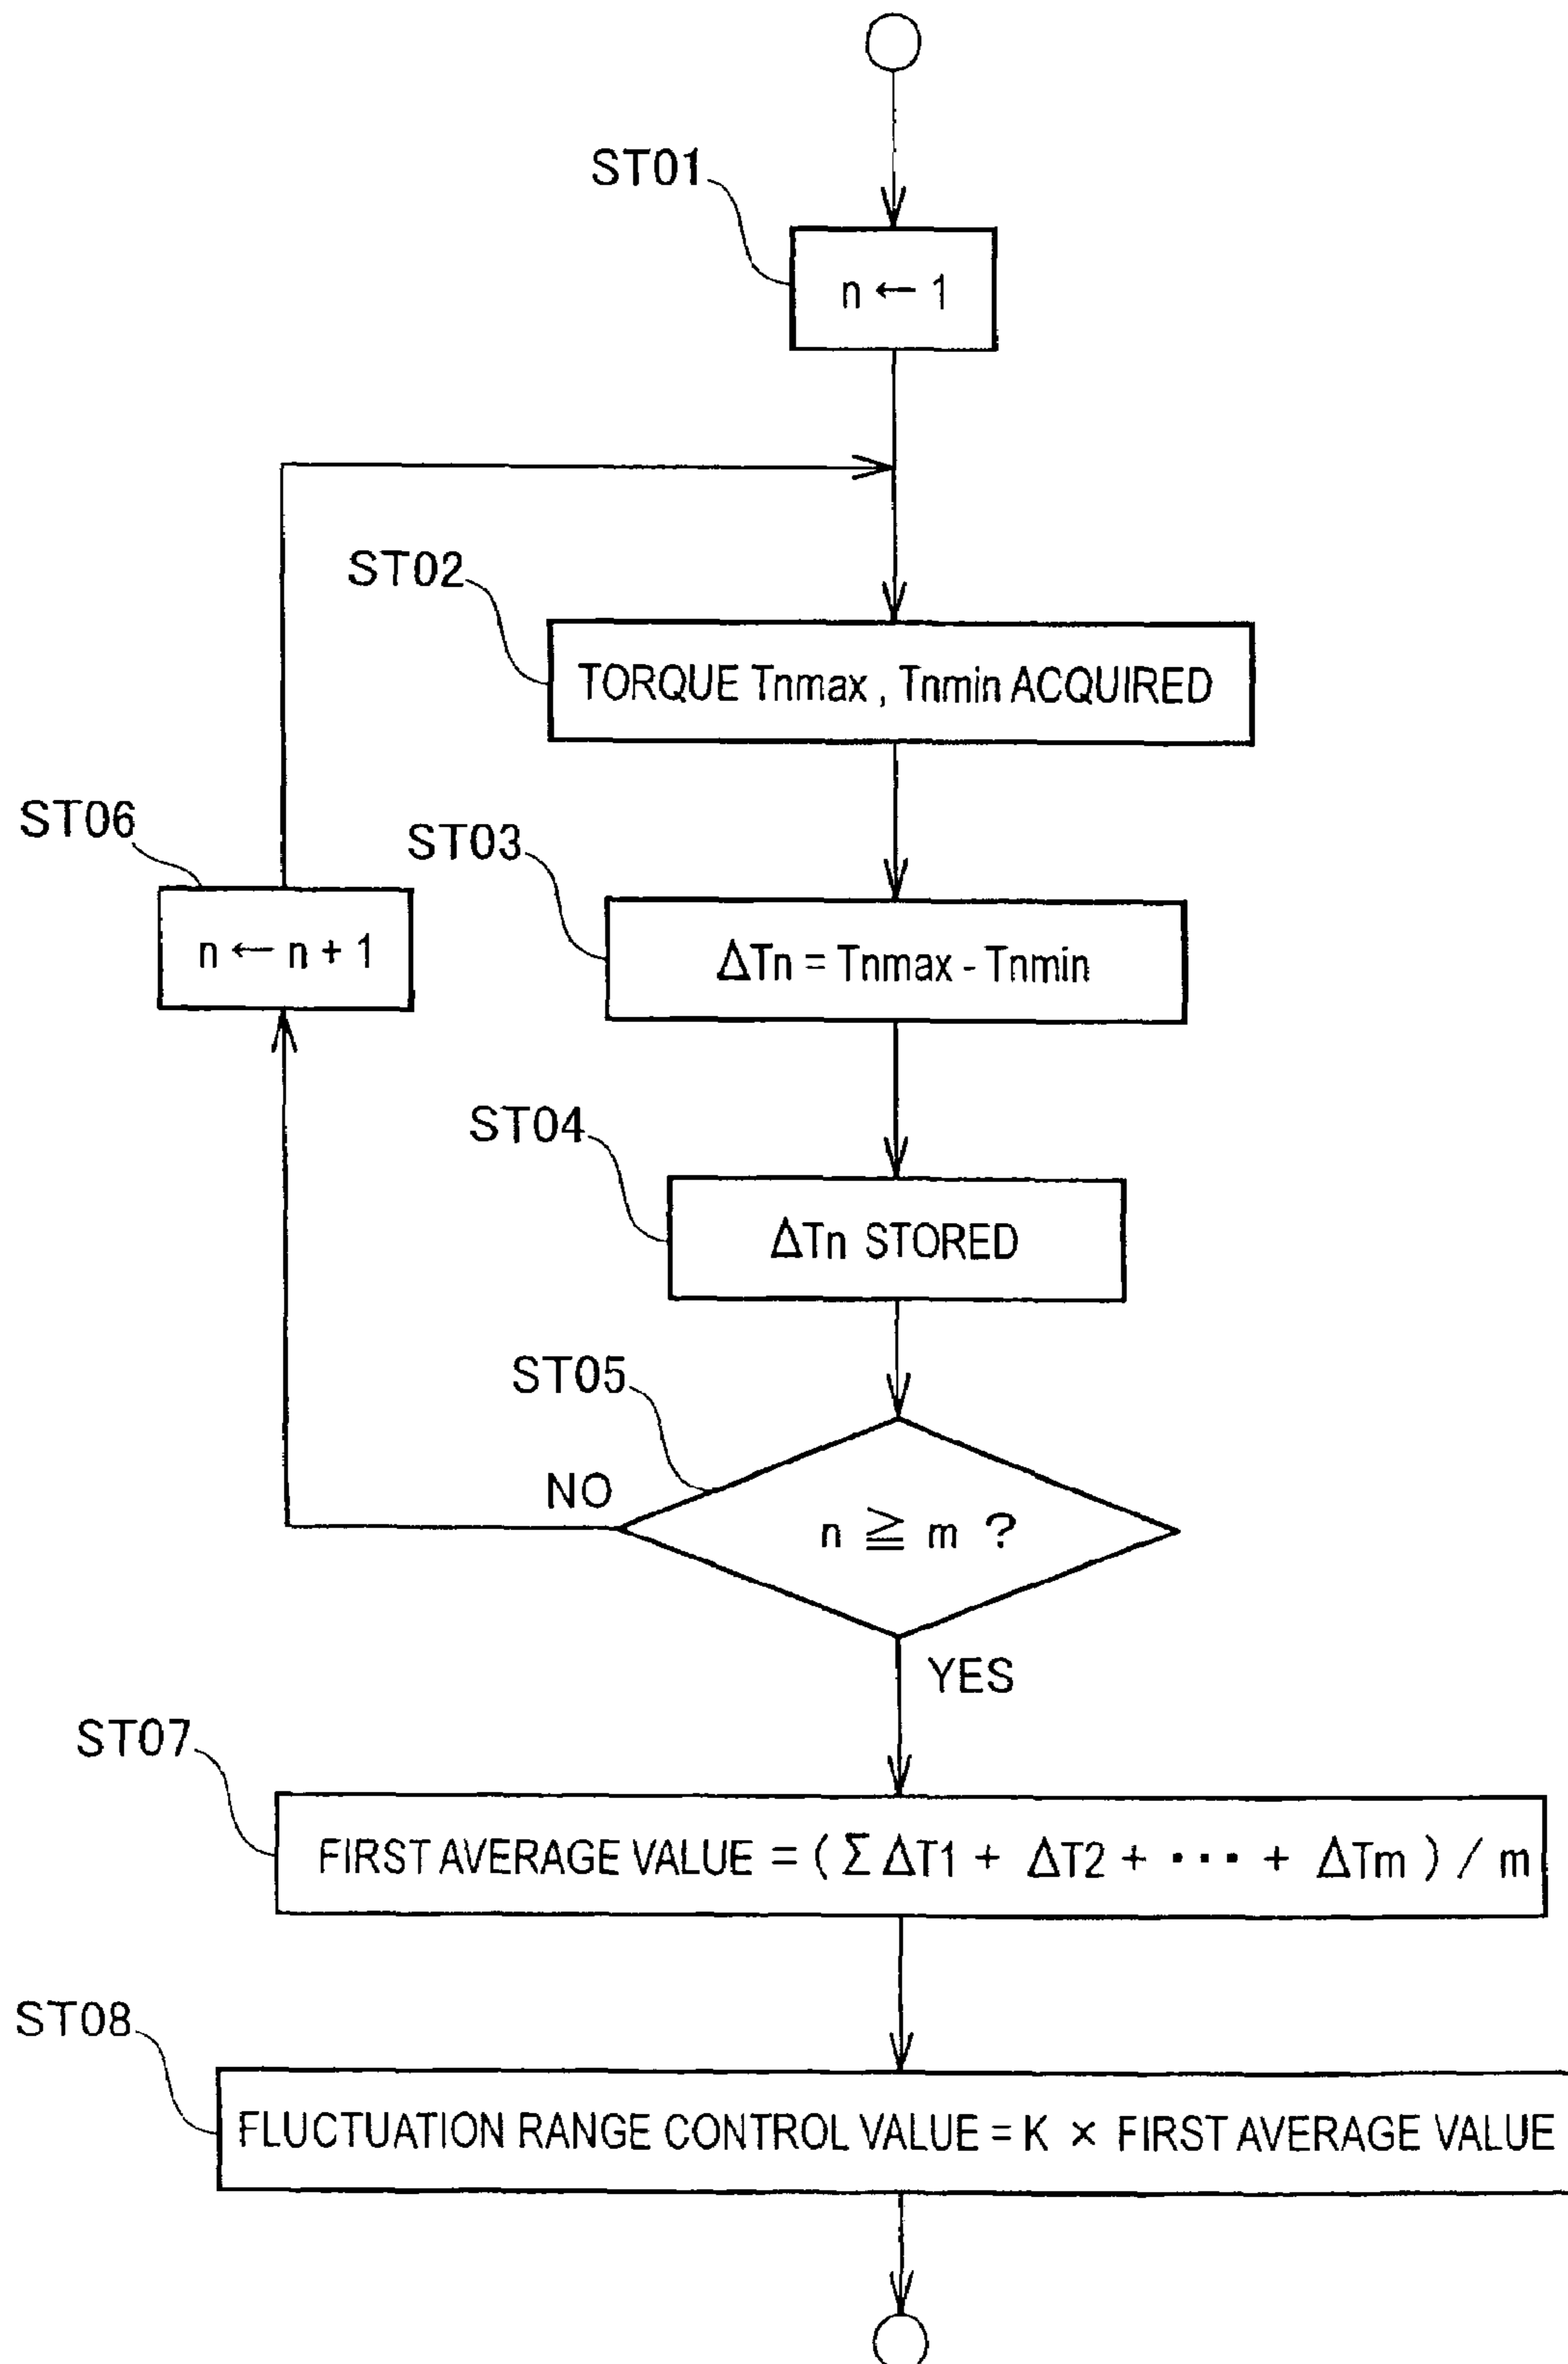 ST01
n ← 1
ST02
TORQUE Tnmax , Tnmin ACQUIRED
ST06
n ← n + 1
ST03
ΔTn = Tnmax - Tnmin
ST04
ΔTn STORED
ST05
NO
n ≧ m ?
YES
ST07
FIRST AVERAGE VALUE = ( Σ ΔT1 + ΔT2 + ・・・・ + ΔTm ) / m
ST08
FLUCTUATION RANGE CONTROL VALUE = K × FIRST AVERAGE VALUE